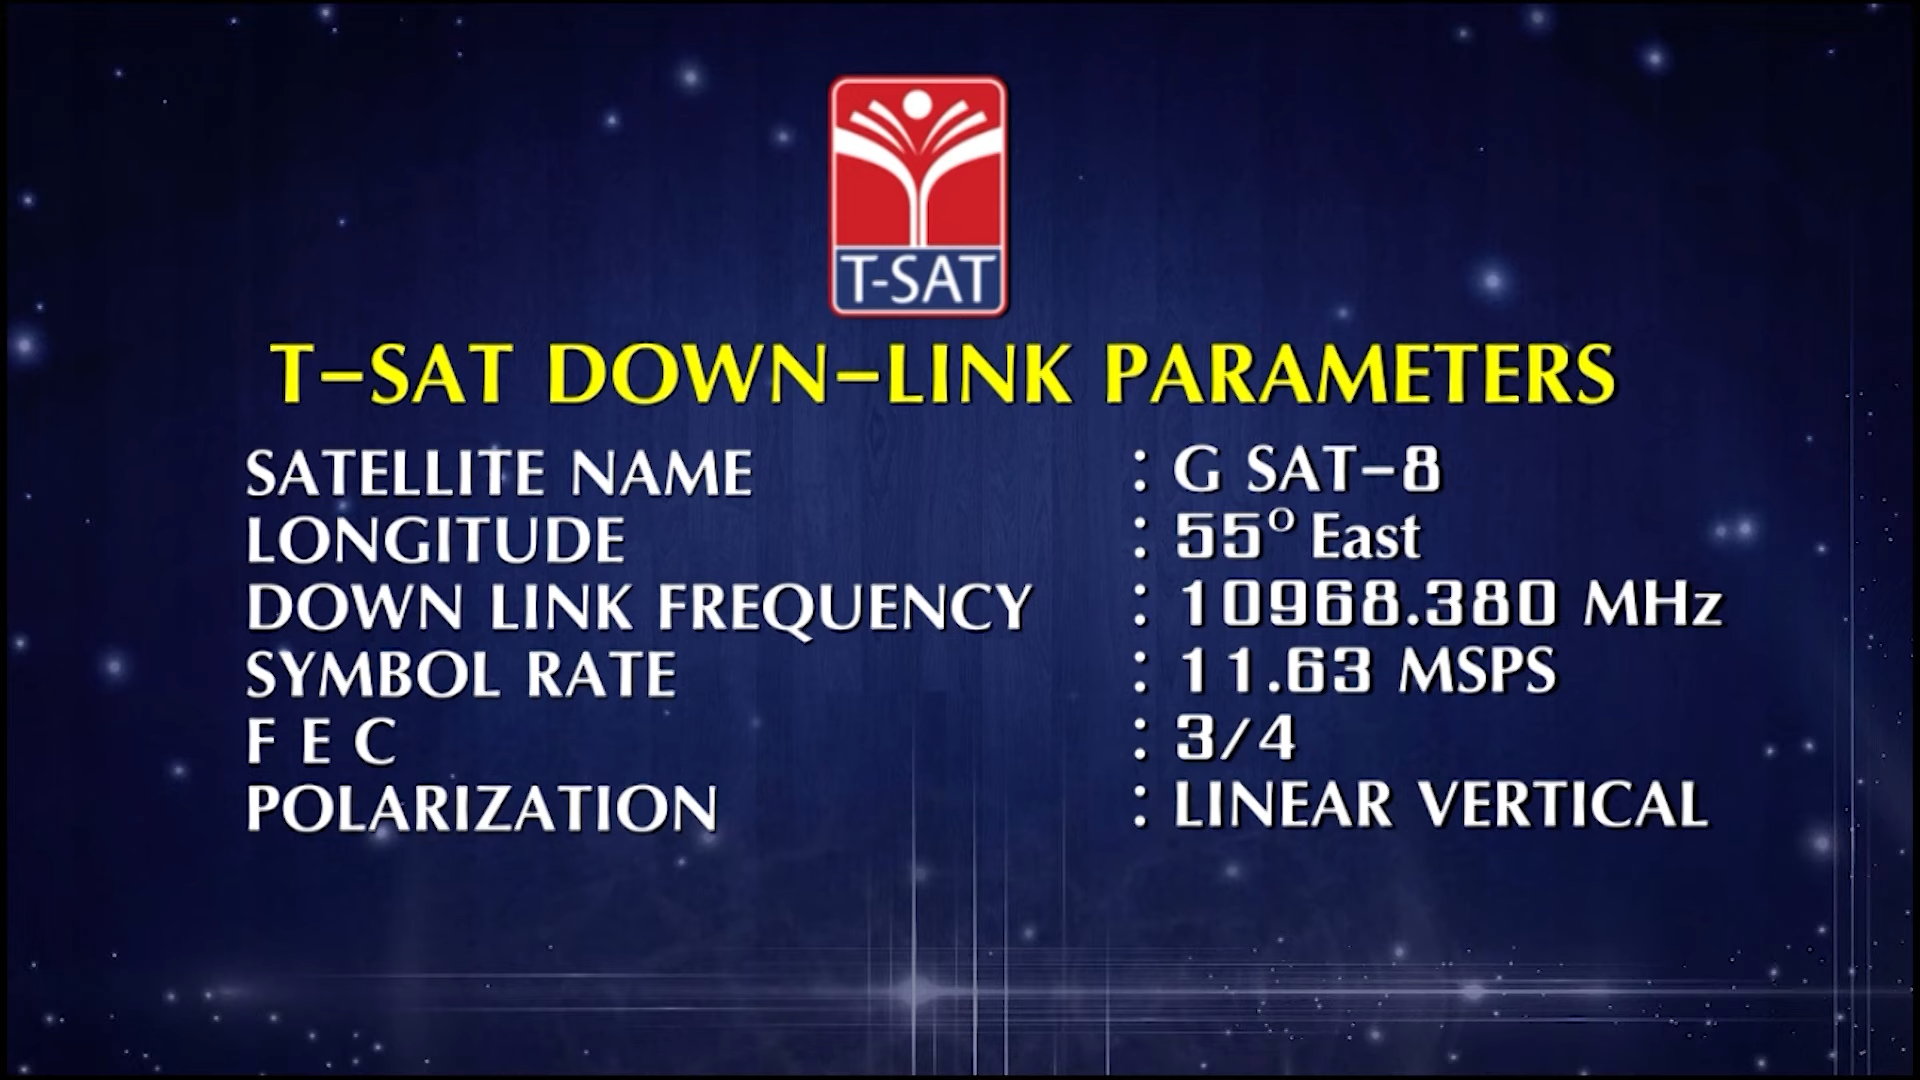 T-SAT
T-SAT DOWN-LINK PARAMETERS
SATELLITE NAME : G SAT-8
LONGITUDE : 55° East
DOWN LINK FREQUENCY : 10968.380 MHz
SYMBOL RATE : 11.63 MSPS
F E C : 3/4
POLARIZATION : LINEAR VERTICAL